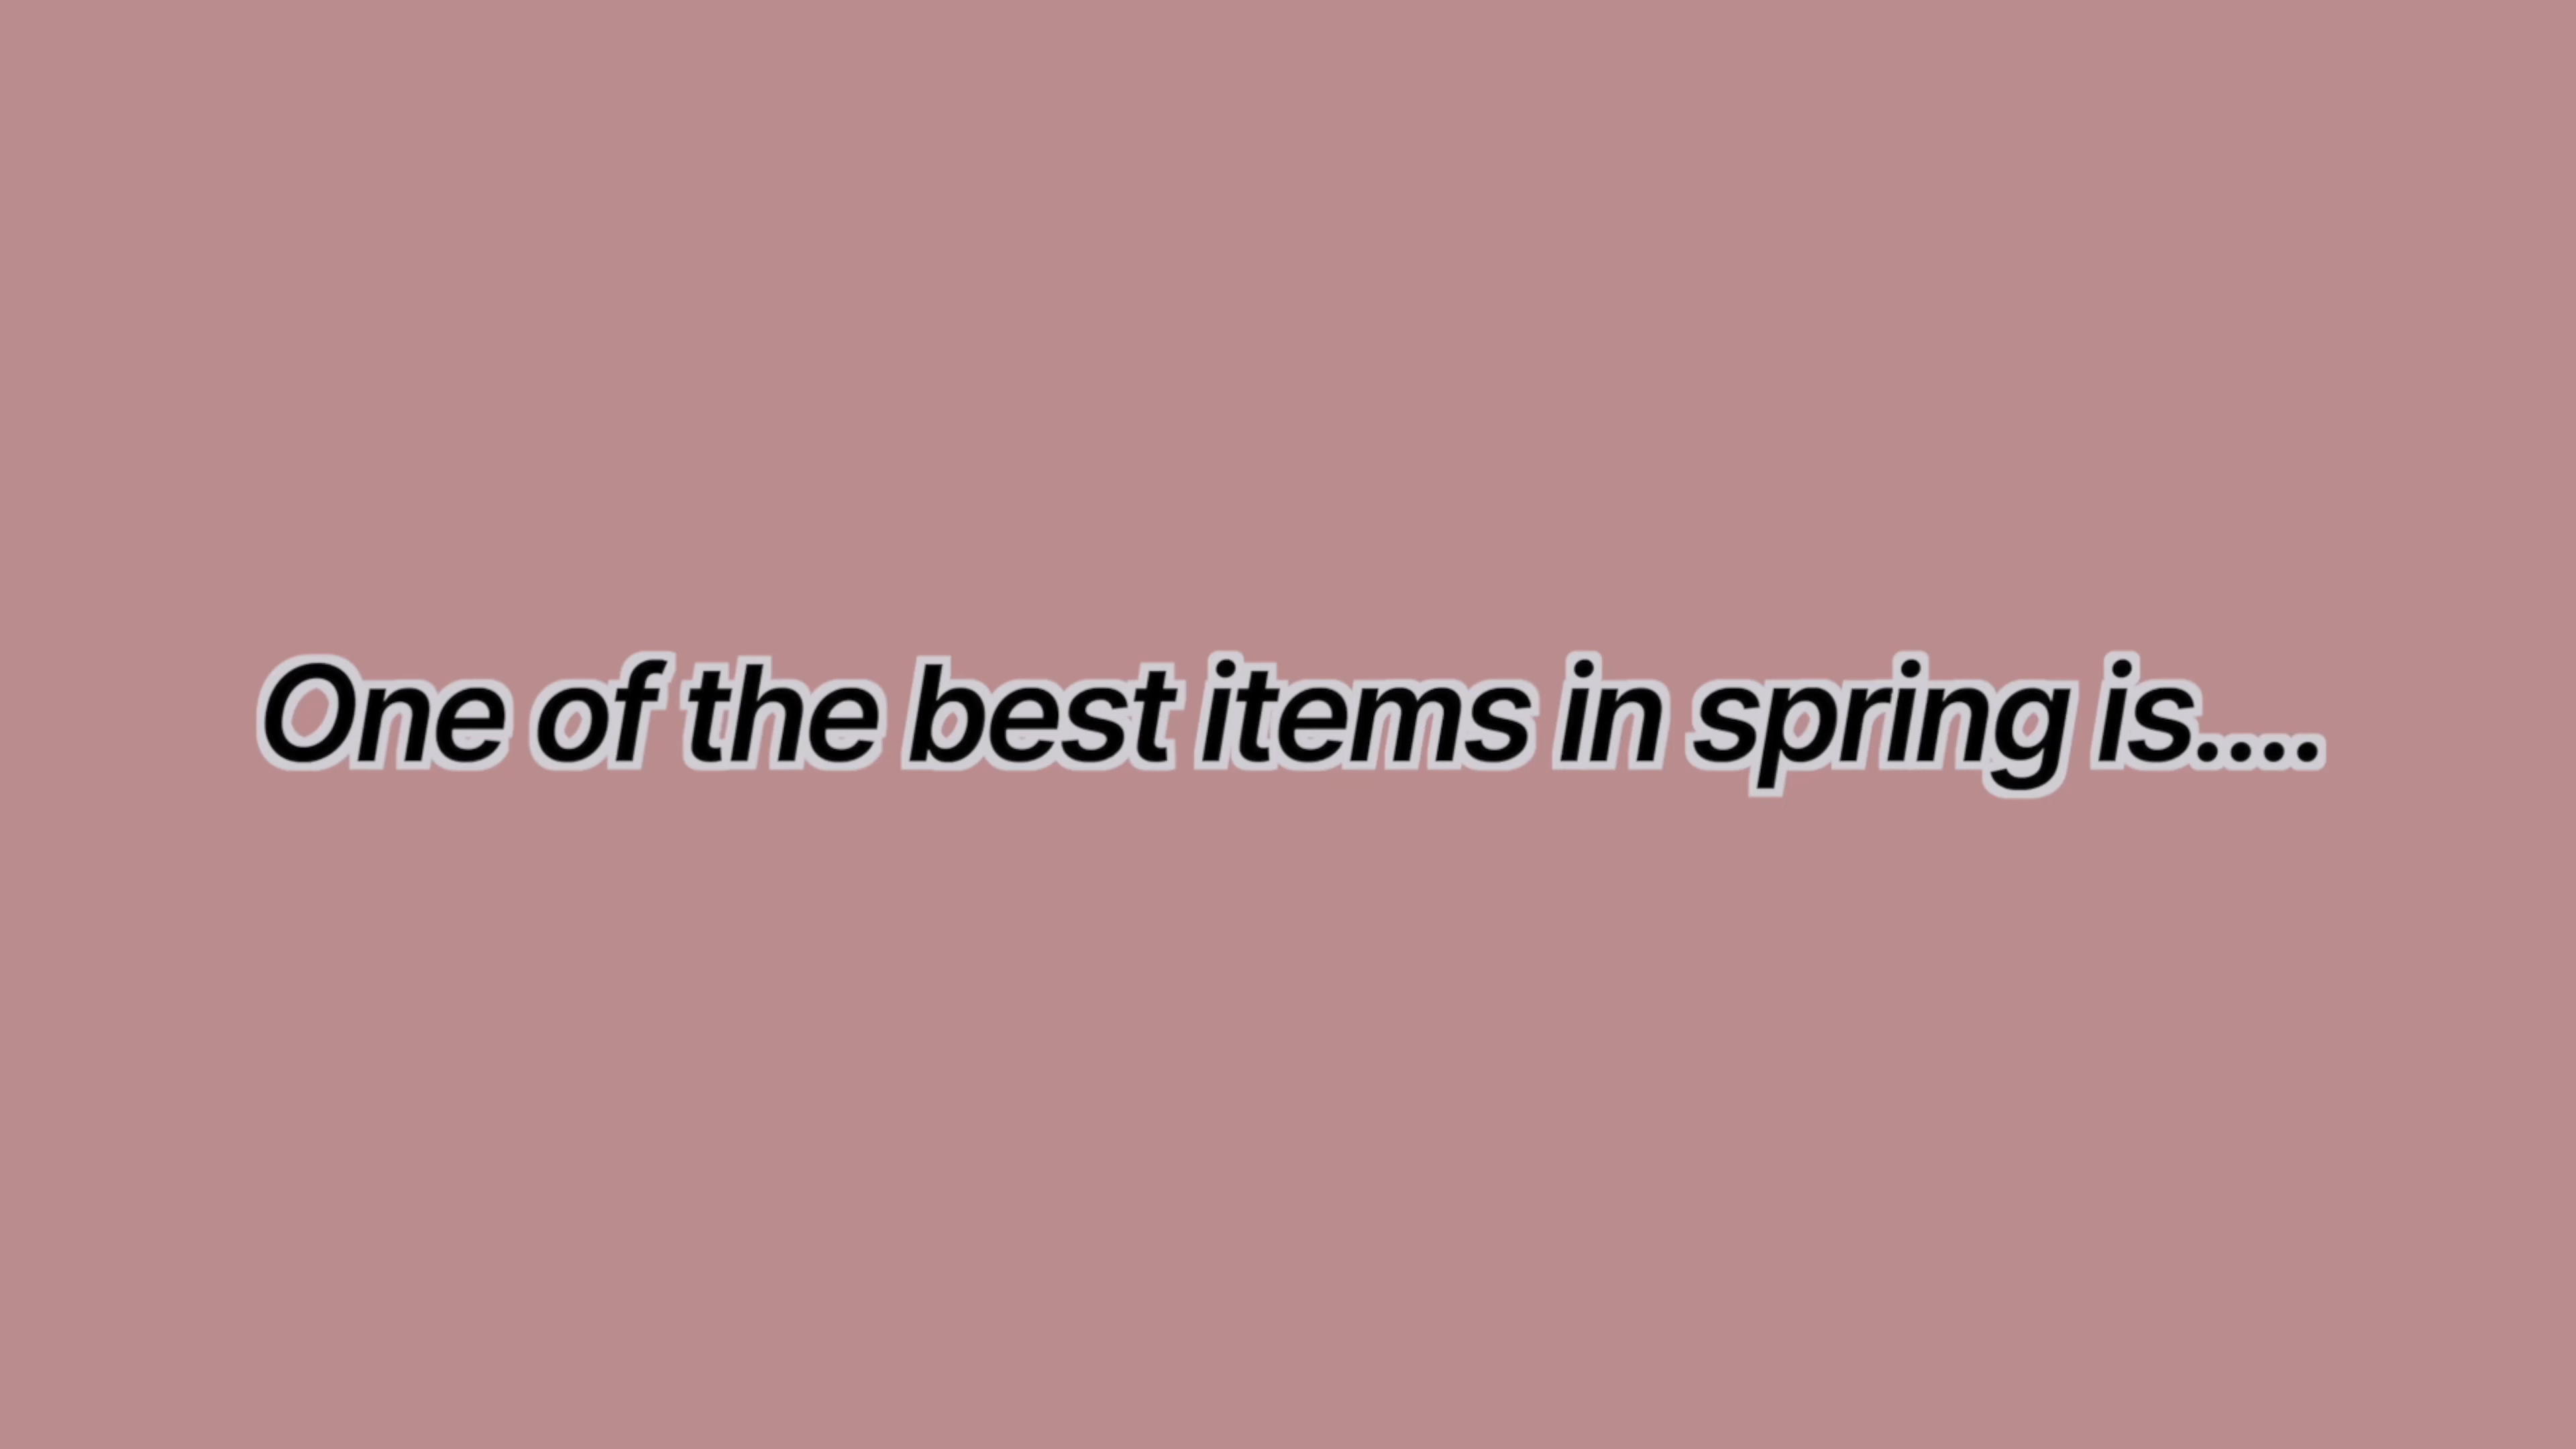 One of the best items in spring is....